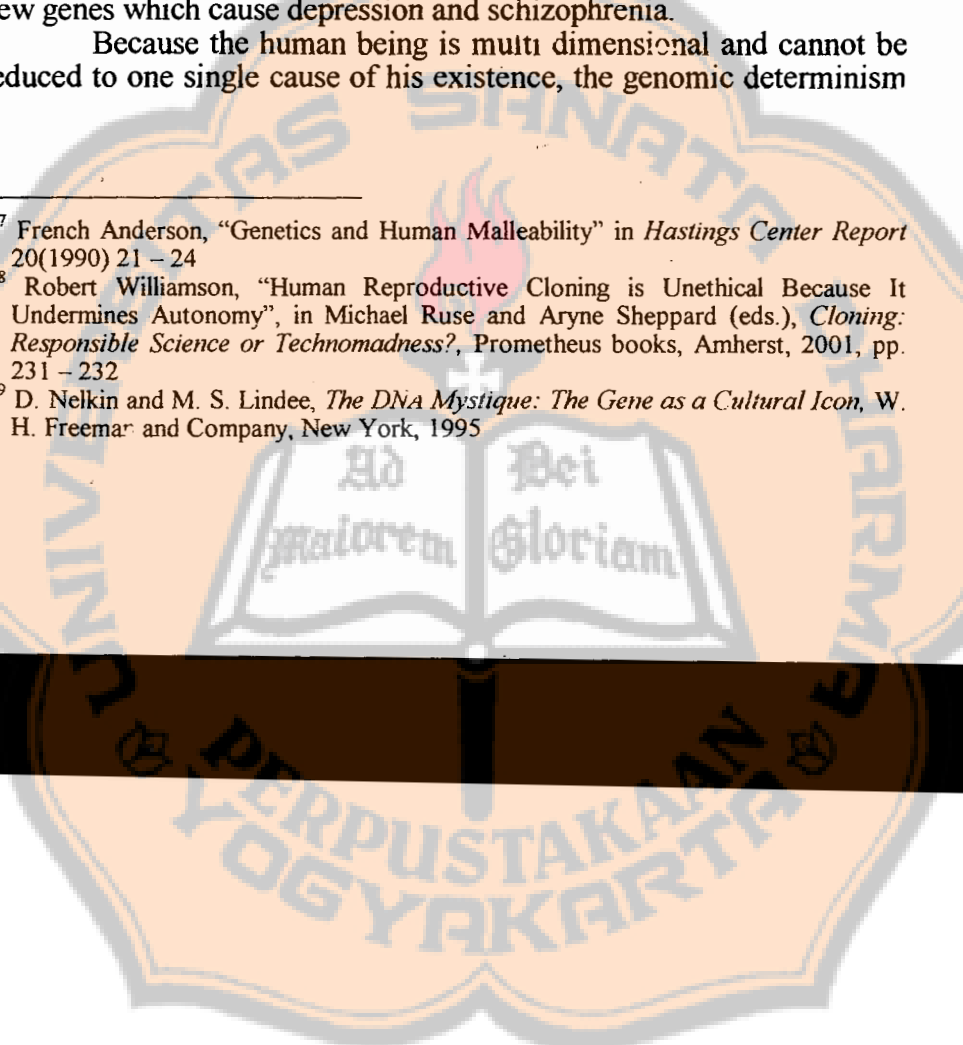 ew genes which cause depression and schizophrenia.
Because the human being is multi dimensional and cannot be
educed to one single cause of his existence, the genomic determinism
7 French Anderson, “Genetics and Human Malleability” in Hastings Center Report
20(1990) 21 – 24
8 Robert Williamson, “Human Reproductive Cloning is Unethical Because It
Undermines Autonomy”, in Michael Ruse and Aryne Sheppard (eds.), Cloning:
Responsible Science or Technomadness?, Prometheus books, Amherst, 2001, pp.
231 – 232
9 D. Nelkin and M. S. Lindee, The DNA Mystique: The Gene as a Cultural Icon, W.
H. Freeman and Company, New York, 1995
UNIVERSITAS SANATA DHARMA
Ad Dei
maiorem Gloriam
PERPUSTAKAAN
YOGYAKARTA